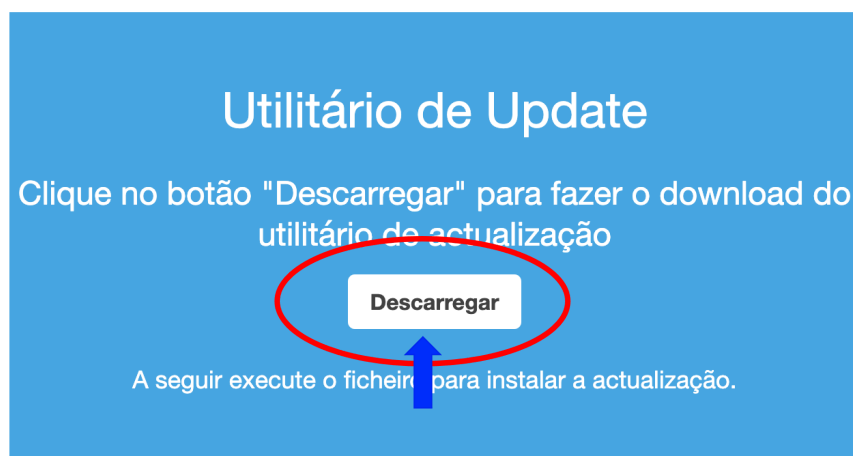 Utilitário de Update
Clique no botão "Descarregar" para fazer o download do
utilitário de actualização
Descarregar
A seguir execute o ficheiro para instalar a actualização.